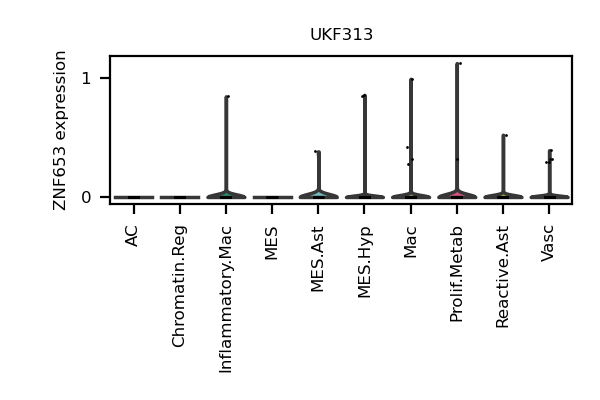 UKF313
ZNF653 expression
1
0
AC
Chromatin.Reg
Inflammatory.Mac
MES
MES.Ast
MES.Hyp
Mac
Prolif.Metab
Reactive.Ast
Vasc